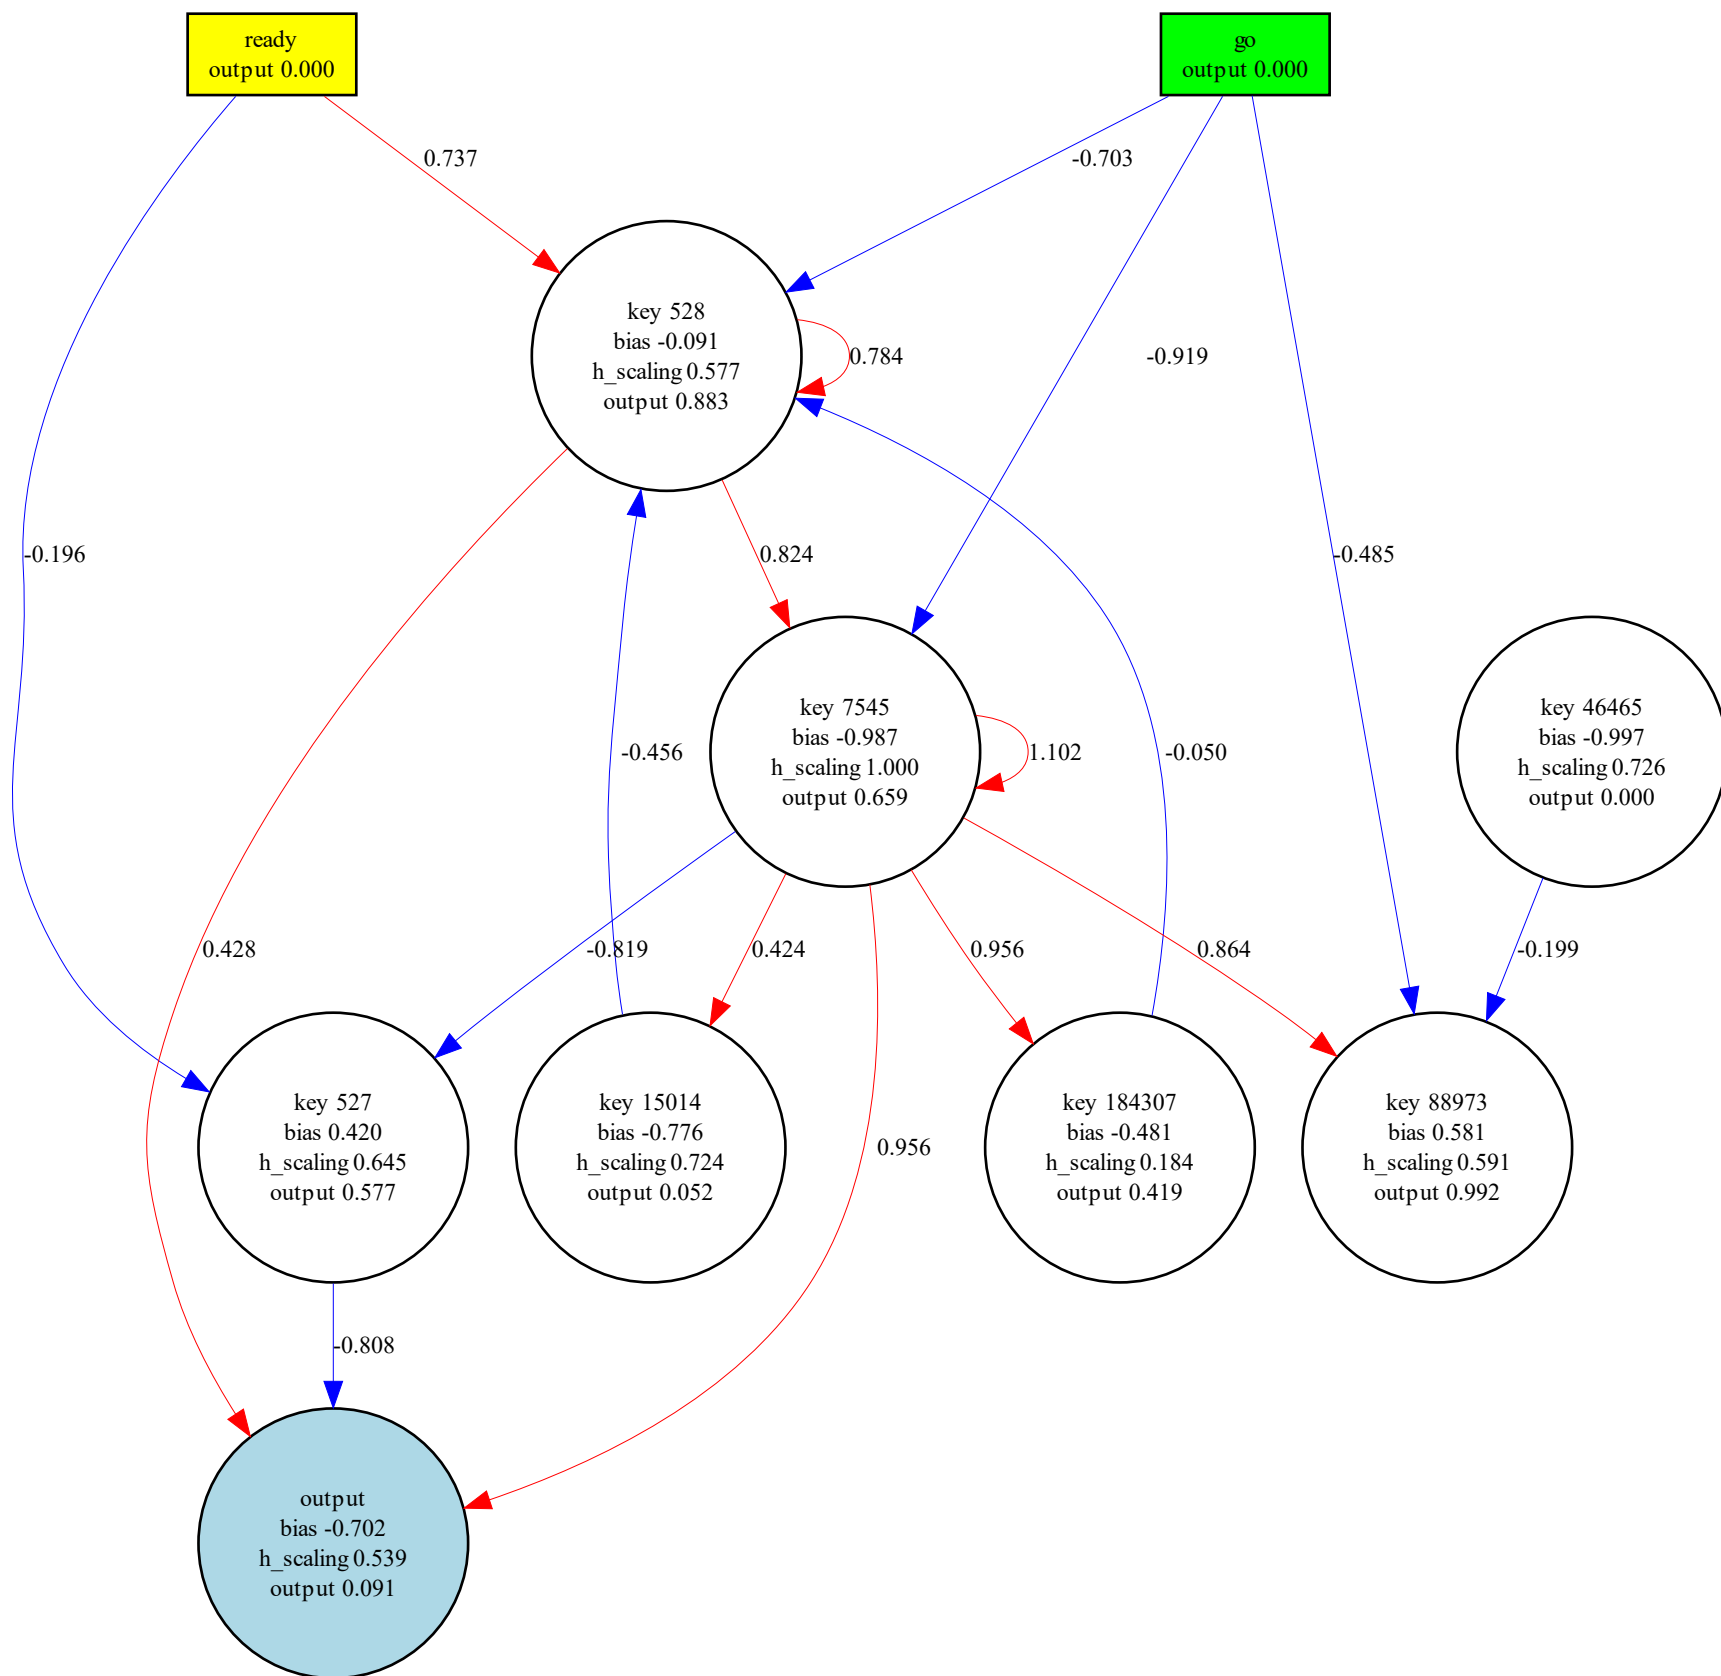 ready
output 0.000
go
output 0.000
0.737
-0.703
key 528
bias -0.091
h_scaling 0.577
output 0.883
0.784
-0.919
-0.196
0.824
-0.485
key 7545
bias -0.987
h_scaling 1.000
output 0.659
-0.456
1.102
-0.050
key 46465
bias -0.997
h_scaling 0.726
output 0.000
0.428
-0.819
0.424
0.956
0.864
-0.199
key 527
bias 0.420
h_scaling 0.645
output 0.577
key 15014
bias -0.776
h_scaling 0.724
output 0.052
0.956
key 184307
bias -0.481
h_scaling 0.184
output 0.419
key 88973
bias 0.581
h_scaling 0.591
output 0.992
-0.808
output
bias -0.702
h_scaling 0.539
output 0.091